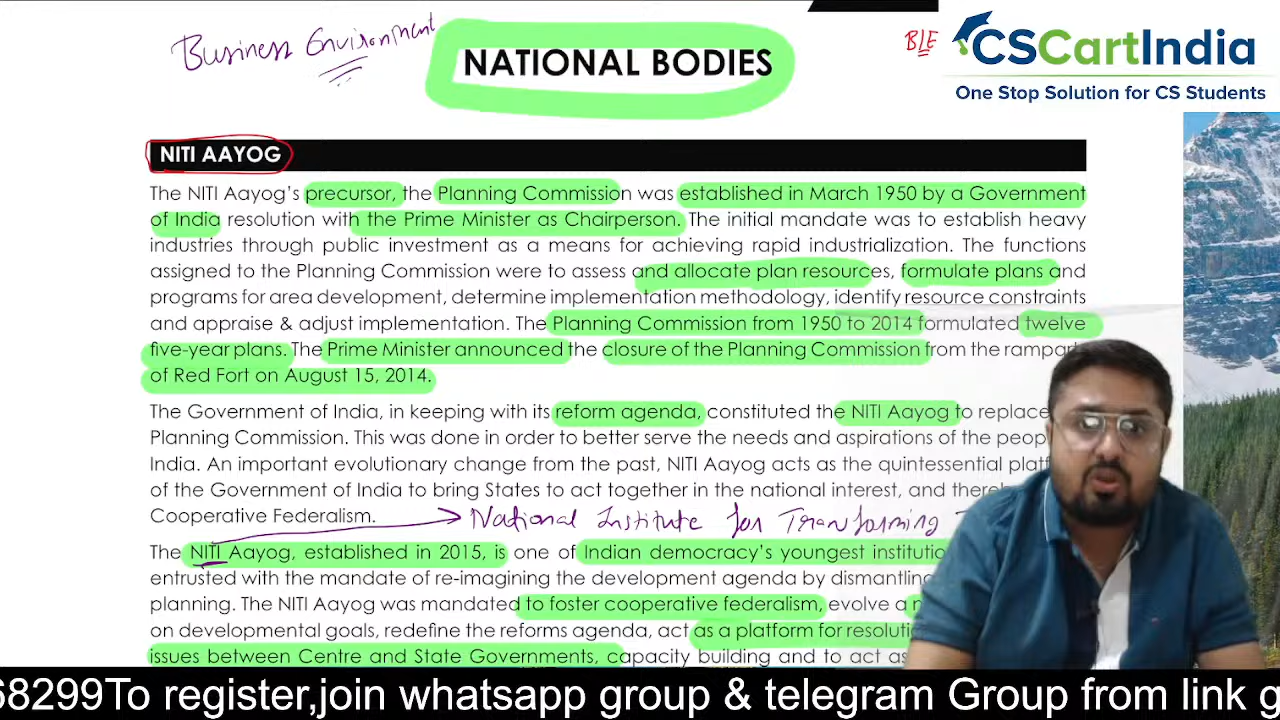 Business Environment
NATIONAL BODIES
BLE
CSCartIndia
One Stop Solution for CS Students
NITI AAYOG
The NITI Aayog's precursor, the Planning Commission was established in March 1950 by a Government
of India resolution with the Prime Minister as Chairperson. The initial mandate was to establish heavy
industries through public investment as a means for achieving rapid industrialization. The functions
assigned to the Planning Commission were to assess and allocate plan resources, formulate plans and
programs for area development, determine implementation methodology, identify resource constraints
and appraise & adjust implementation. The Planning Commission from 1950 to 2014 formulated twelve
five-year plans. The Prime Minister announced the closure of the Planning Commission from the
of Red Fort on August 15, 2014.
The Government of India, in keeping with its reform agenda, constituted the NITI Aayog to replace
Planning Commission. This was done in order to better serve the needs and aspirations of the
India. An important evolutionary change from the past, NITI Aayog acts as the quintessential
of the Government of India to bring States to act together in the national interest, and
Cooperative Federalism.
National Institute for Transforming
The NITI Aayog, established in 2015, is one of Indian democracy's youngest
entrusted with the mandate of re-imagining the development agenda by
planning. The NITI Aayog was mandated to foster cooperative federalism, evolve a
on developmental goals, redefine the reforms agenda, act as a platform for
issues between Centre and State Governments, capacity building and to act as
68299To register,join whatsapp group & telegram Group from link